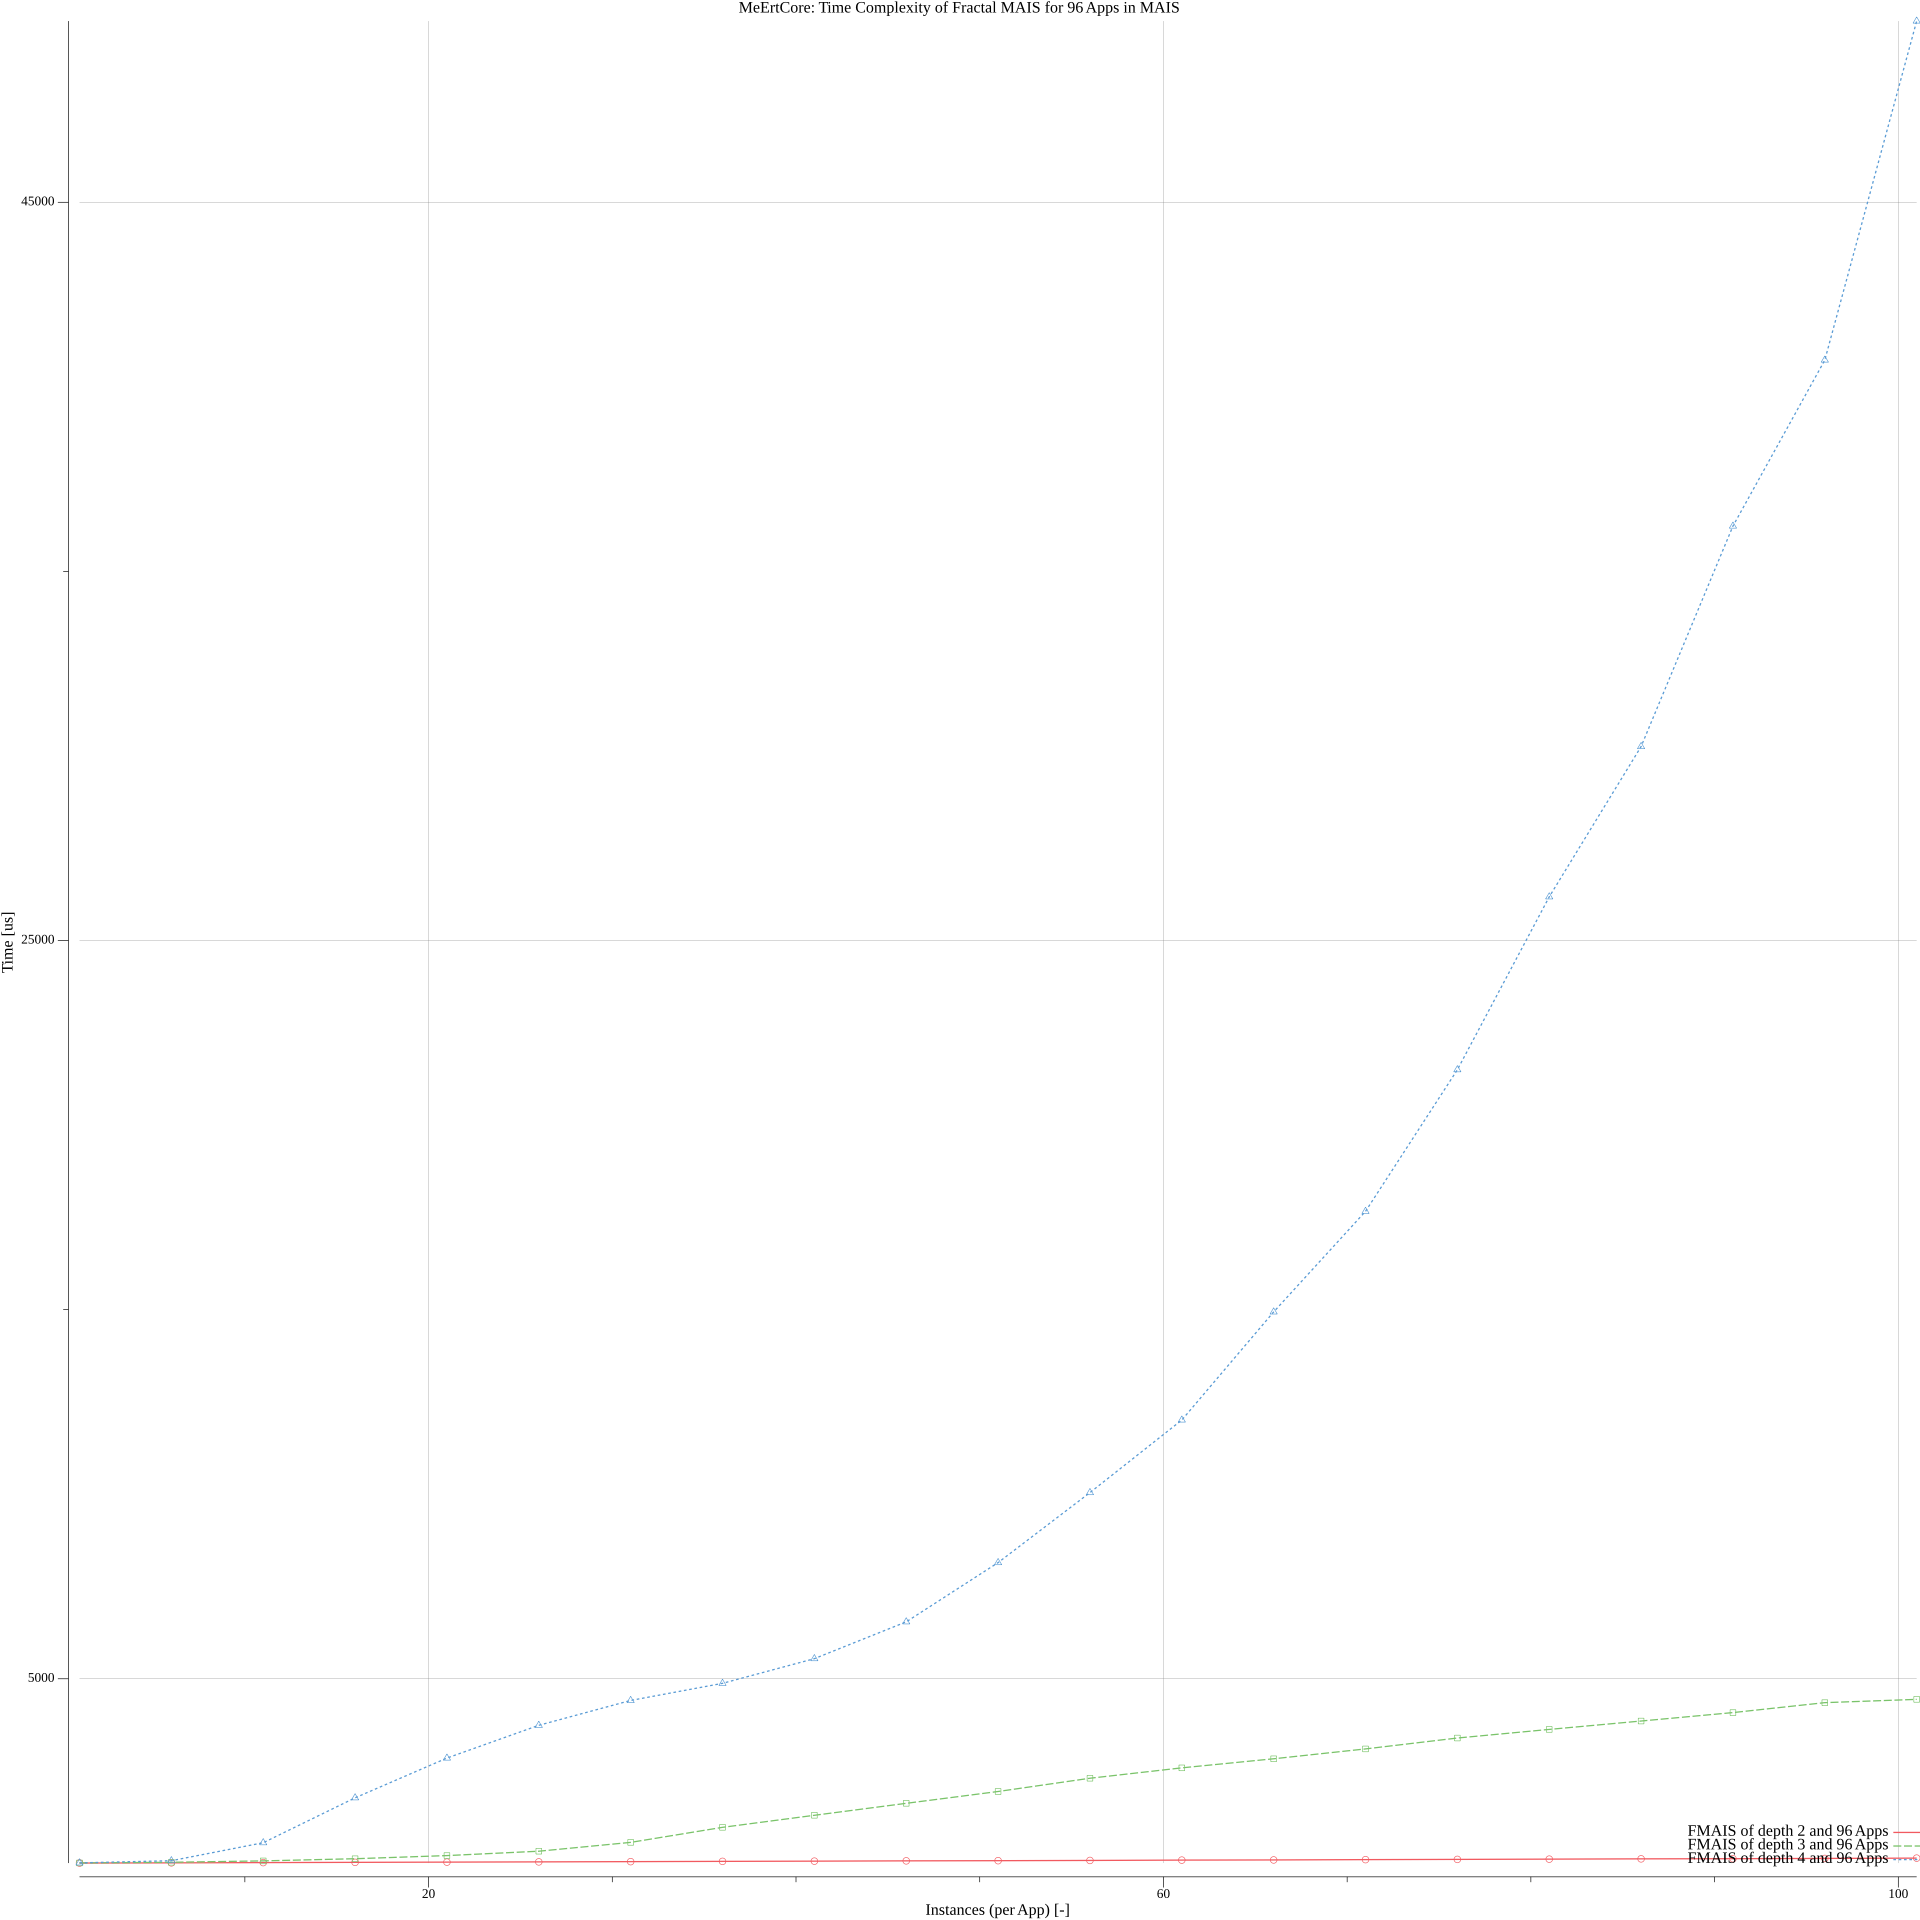 MeErtCore: Time Complexity of Fractal MAIS for 96 Apps in MAIS
45000
25000
5000
Time [us]
FMAIS of depth 2 and 96 Apps
FMAIS of depth 3 and 96 Apps
FMAIS of depth 4 and 96 Apps
20
60
100
Instances (per App) [-]